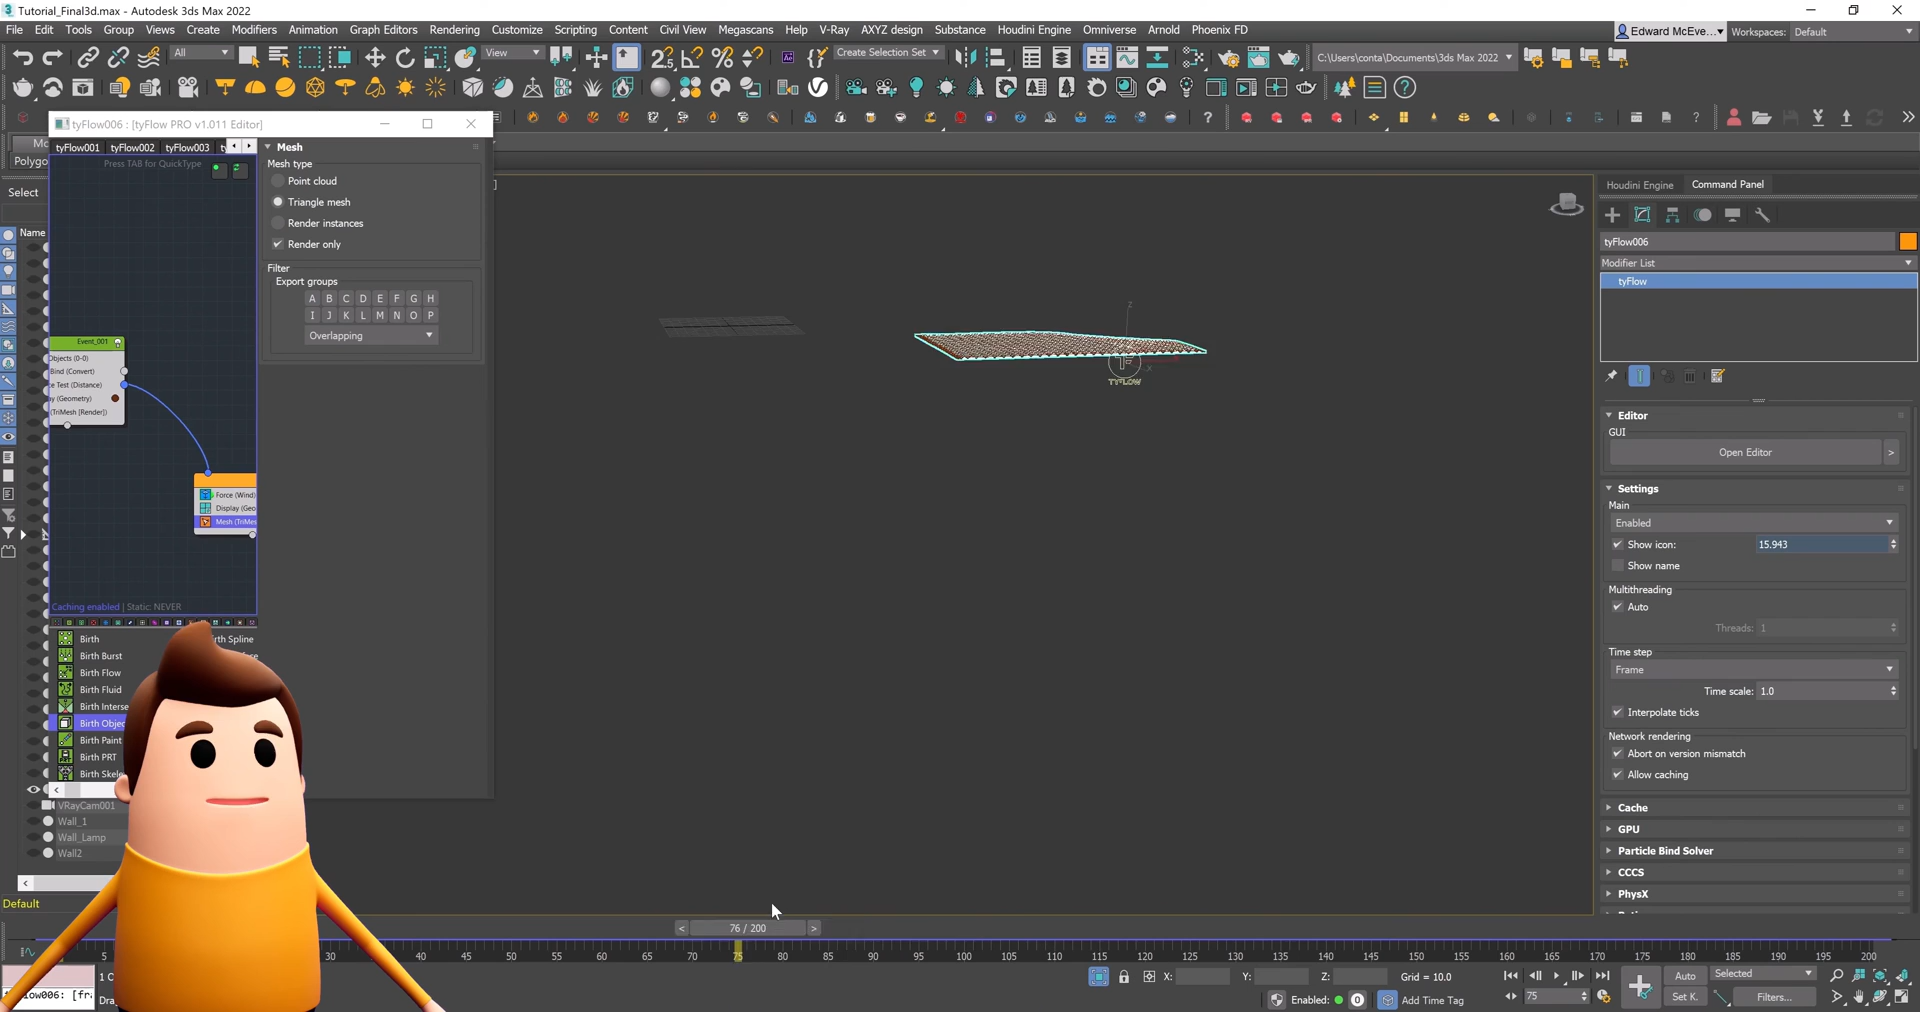 Tutorial_Final3d.max - Autodesk 3ds Max 2022
File Edit Tools Group Views Create Modifiers Animation Graph Editors Rendering Customize Scripting Content Civil View Megascans Help V-Ray AXYZ design Substance Houdini Engine Omniverse Arnold Phoenix FD
Edward McEve... Workspaces: Default
All View Create Selection Set C:\Users\conta\Documents\3ds Max 2022
tyFlow006 : [tyFlow PRO v1.011 Editor]
Mo
Polygo
tyFlow001 tyFlow002 tyFlow003
Press TAB for QuickType
Select
Name
Event_001
Objects (0-0)
Bind (Convert)
ce Test (Distance)
y (Geometry)
(TriMesh [Render])
Force (Wind)
Display (Geo
Mesh (TriMes
Caching enabled | Static: NEVER
Birth
rth Spline
Birth Burst
Birth Flow
Birth Fluid
Birth Interse
Birth Objec
Birth Paint
Birth PRT
Birth Skele
VRayCam001
Wall_1
Wall_Lamp
Wall2
Default
Mesh
Mesh type
Point cloud
Triangle mesh
Render instances
Render only
Filter
Export groups
A B C D E F G H
I J K L M N O P
Overlapping
TYFLOW
Houdini Engine Command Panel
tyFlow006
Modifier List
tyFlow
Editor
GUI
Open Editor >
Settings
Main
Enabled
Show icon: 15.943
Show name
Multithreading
Auto
Threads: 1
Time step
Frame
Time scale: 1.0
Interpolate ticks
Network rendering
Abort on version mismatch
Allow caching
Cache
GPU
Particle Bind Solver
CCCS
PhysX
< 76 / 200 >
5 30 35 40 45 50 55 60 65 70 75 80 85 90 95 100 105 110 115 120 125 130 135 140 145 150 155 160 165 170 175 180 185 190 195 200
X: Y: Z: Grid = 10.0
Auto Selected
Enabled: Add Time Tag 75 Set K. Filters...